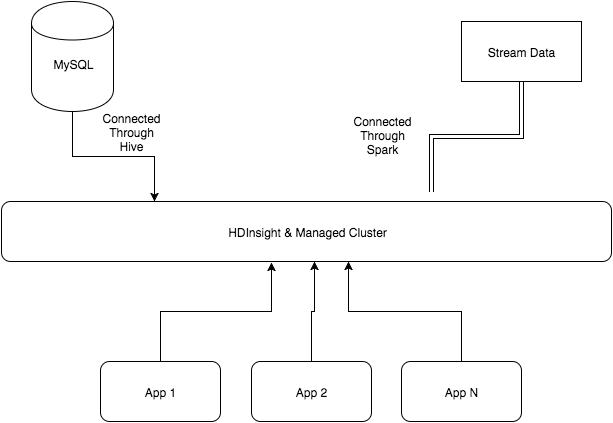 MySQL
Stream Data
Connected
Through
Hive
Connected
Through
Spark
HDInsight & Managed Cluster
App 1
App 2
App N